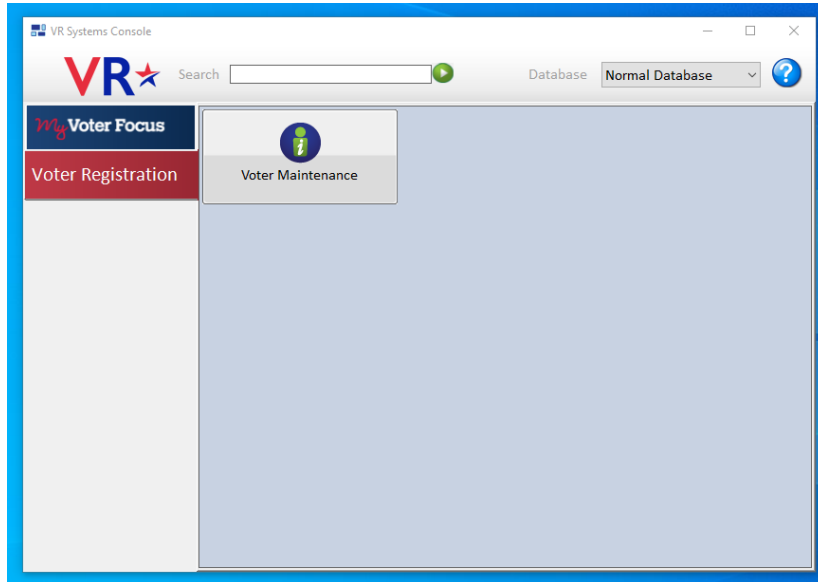 VR Systems Console
VR
Search
Database
Normal Database
?
My Voter Focus
Voter Registration
i
Voter Maintenance